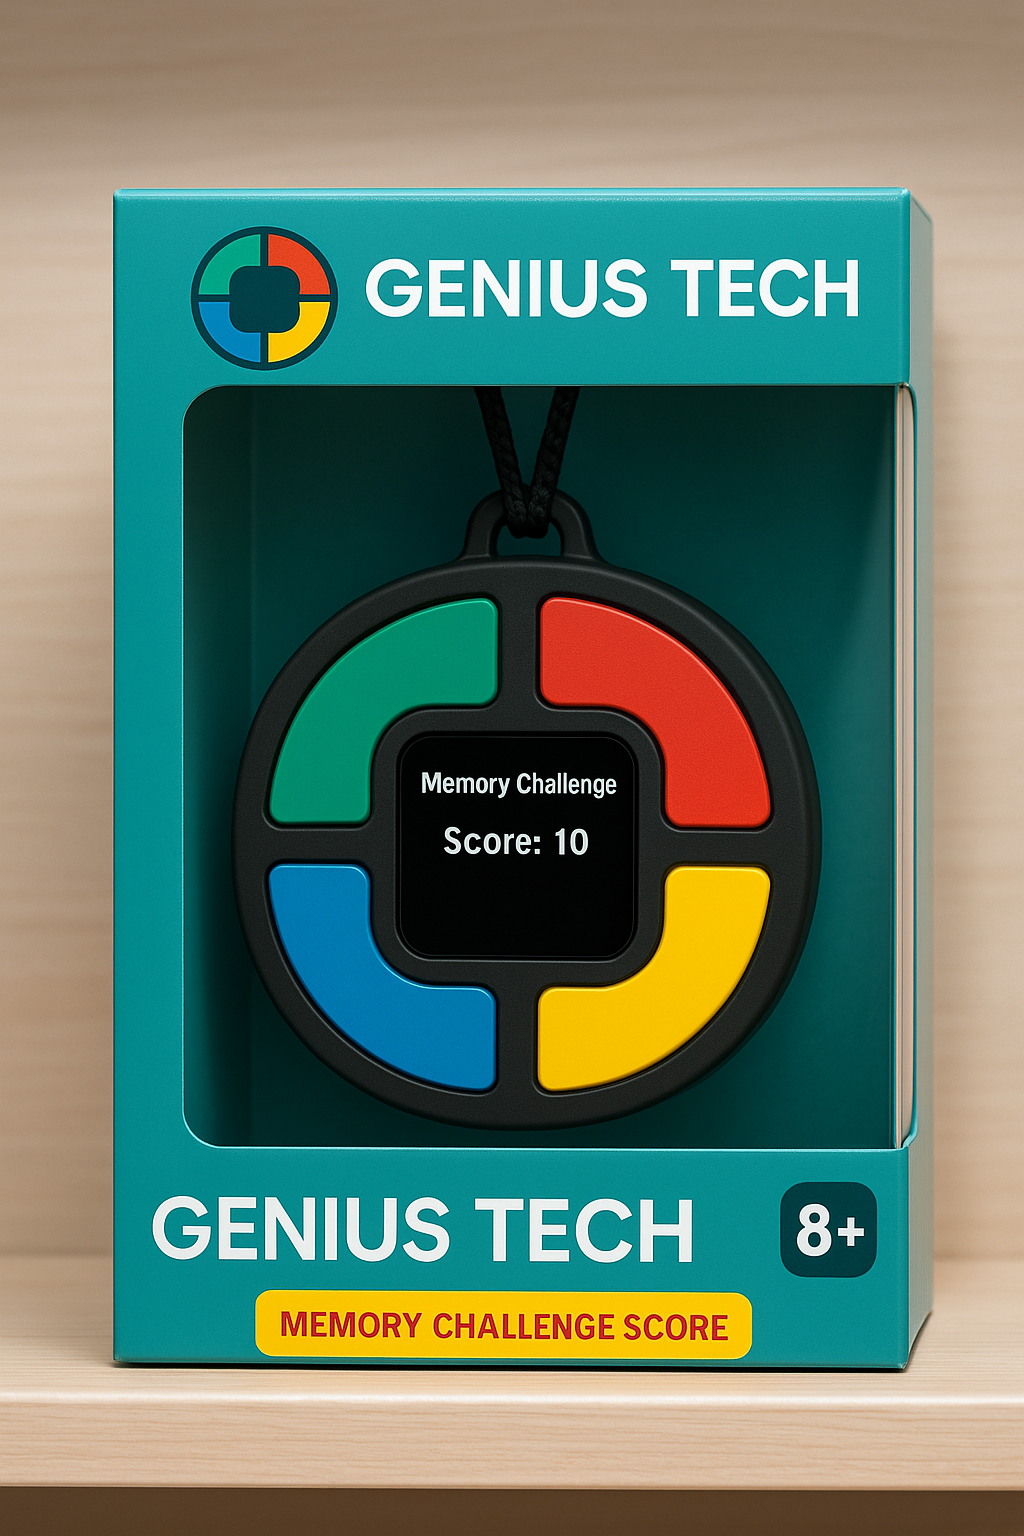 GENIUS TECH
Memory Challenge
Score: 10
GENIUS TECH
8+
MEMORY CHALLENGE SCORE